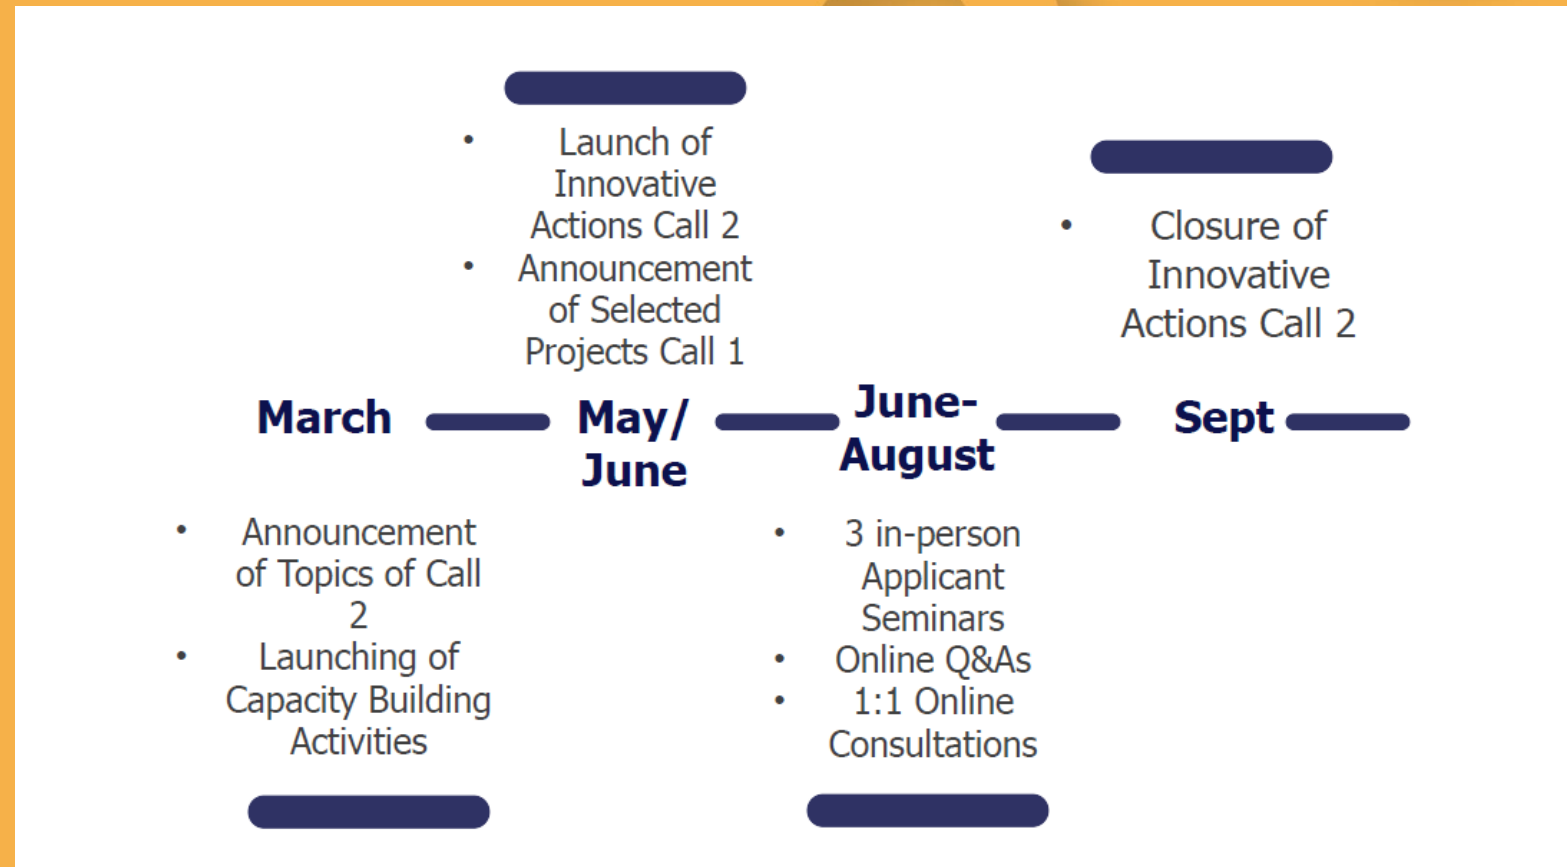 • Launch of
Innovative
Actions Call 2
• Announcement
of Selected
Projects Call 1
• Closure of
Innovative
Actions Call 2
March
May/
June
June-
August
Sept
• Announcement
of Topics of Call
2
• Launching of
Capacity Building
Activities
• 3 in-person
Applicant
Seminars
• Online Q&As
• 1:1 Online
Consultations